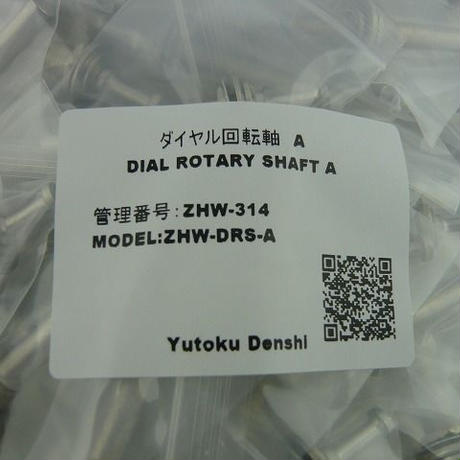 ダイヤル回転軸 A
DIAL ROTARY SHAFT A
管理番号:ZHW-314
MODEL:ZHW-DRS-A
Yutoku Denshi